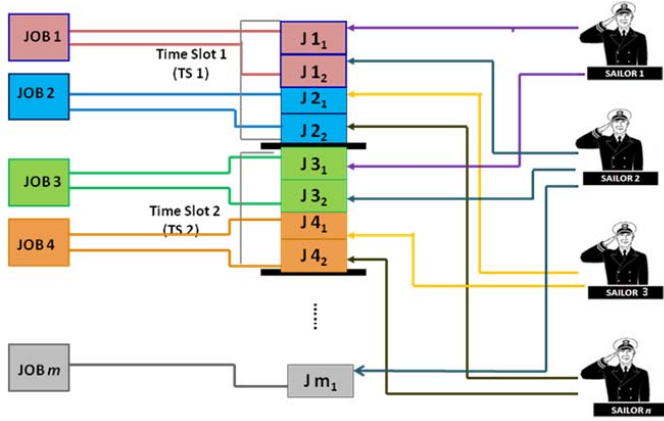 JOB 1
Time Slot 1
(TS 1)
J 1₁
J 1₂
SAILOR 1
JOB 2
J 2₁
J 2₂
SAILOR 2
JOB 3
J 3₁
J 3₂
Time Slot 2
(TS 2)
JOB 4
J 4₁
J 4₂
SAILOR 3
......
JOB m
J m₁
SAILOR n